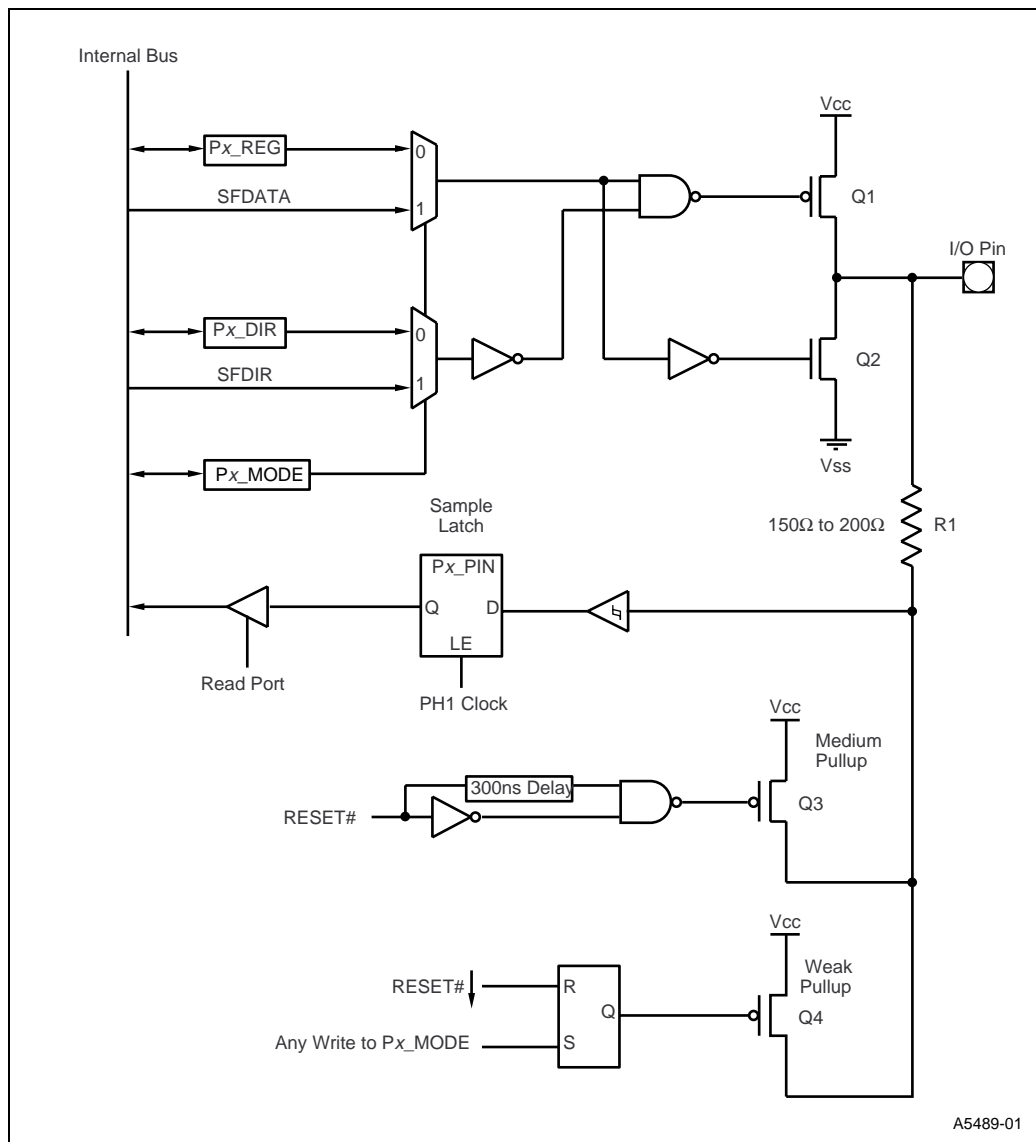 Internal Bus
Vcc
Px_REG
0
Q1
SFDATA
1
I/O Pin
Px_DIR
0
Q2
SFDIR
1
Vss
Px_MODE
Sample
Latch
150Ω to 200Ω
R1
Px_PIN
Q
D
LE
Read Port
PH1 Clock
Vcc
Medium
Pullup
300ns Delay
Q3
RESET#
Vcc
Weak
Pullup
RESET#
R
Q
Q4
Any Write to Px_MODE
S
A5489-01